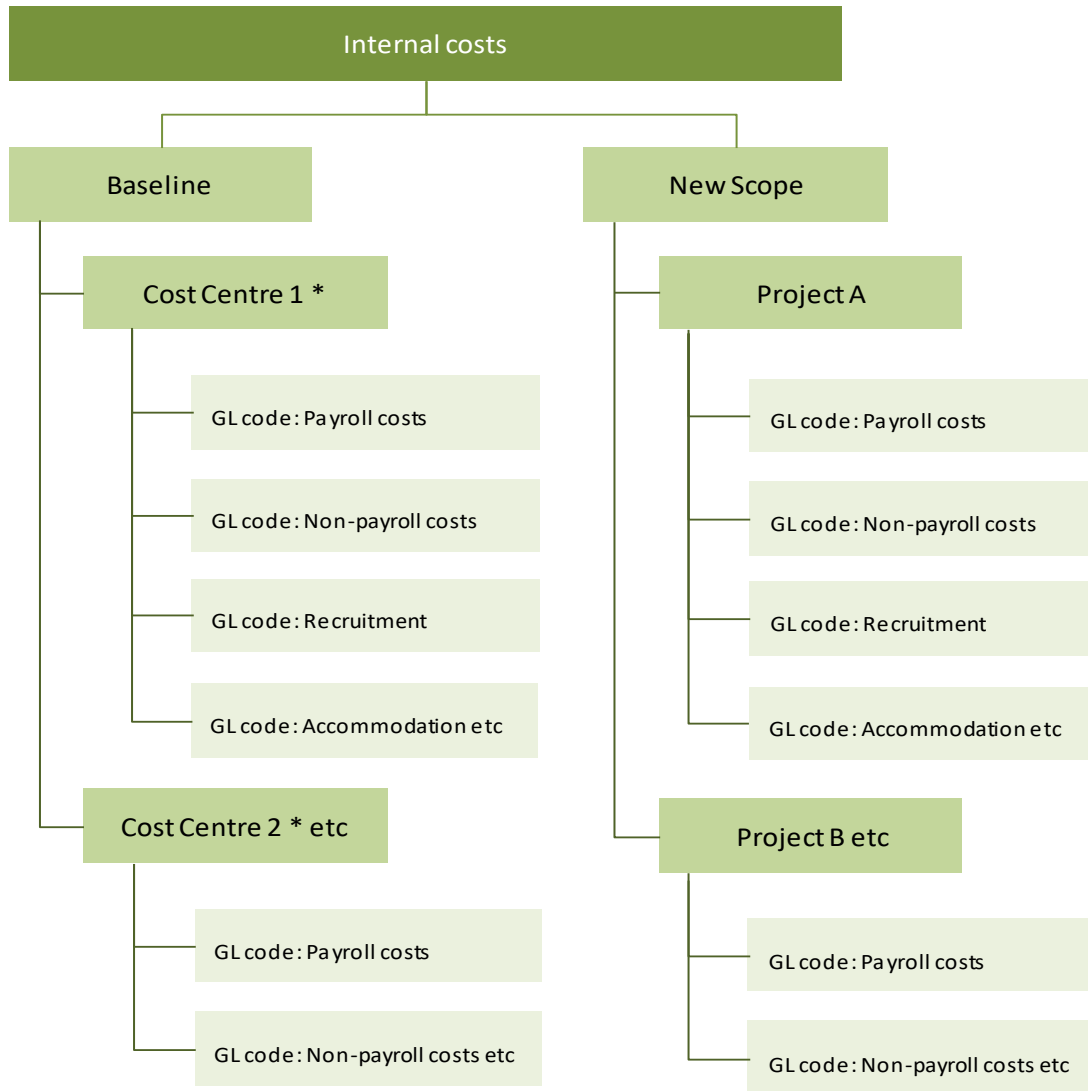 Internal costs
Baseline
New Scope
Cost Centre 1 *
GL code: Payroll costs
GL code: Non-payroll costs
GL code: Recruitment
GL code: Accommodation etc
Cost Centre 2 * etc
GL code: Payroll costs
GL code: Non-payroll costs etc
Project A
GL code: Payroll costs
GL code: Non-payroll costs
GL code: Recruitment
GL code: Accommodation etc
Project B etc
GL code: Payroll costs
GL code: Non-payroll costs etc